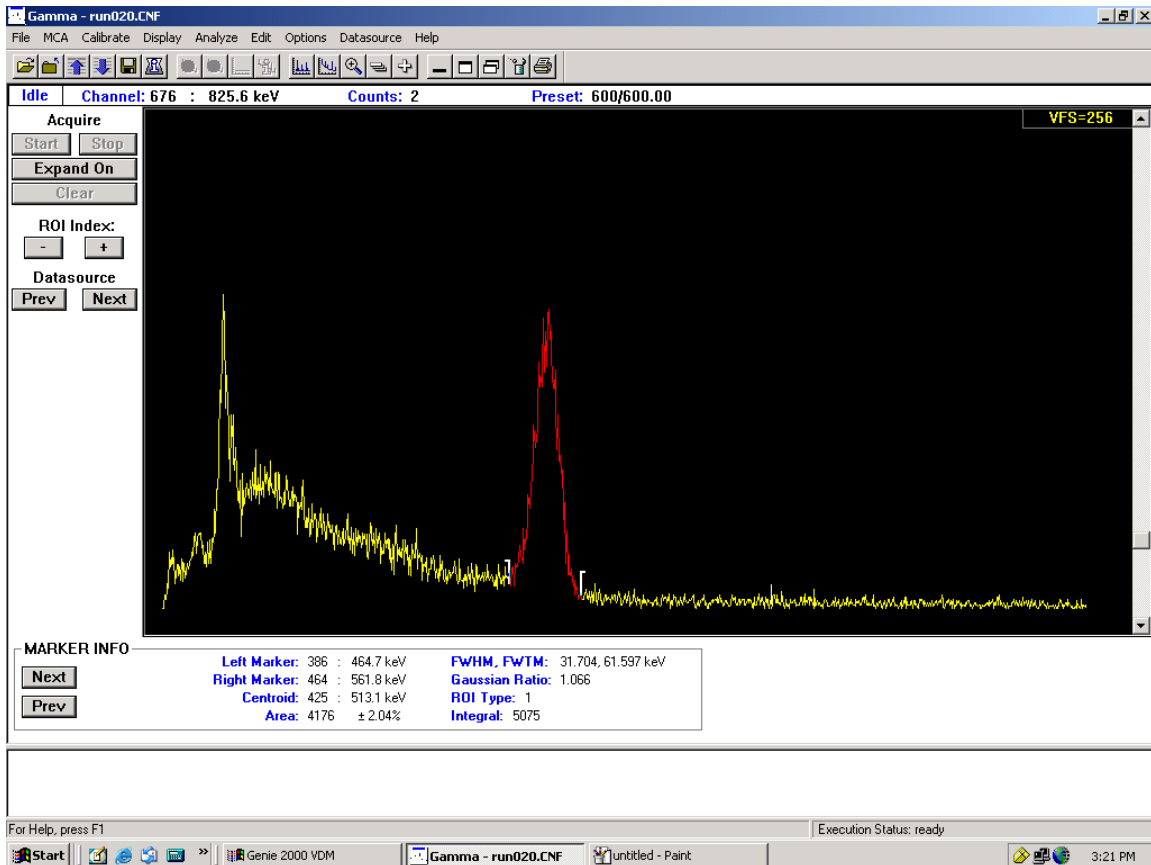 Gamma - run020.CNF
File MCA Calibrate Display Analyze Edit Options Datasource Help
Idle Channel: 676 : 825.6 keV Counts: 2 Preset: 600/600.00
VFS=256
Acquire
Start Stop
Expand On
Clear
ROI Index:
- +
Datasource
Prev Next
MARKER INFO
Next
Prev
Left Marker: 386 : 464.7 keV FWHM, FWTM: 31.704, 61.597 keV
Right Marker: 464 : 561.8 keV Gaussian Ratio: 1.066
Centroid: 425 : 513.1 keV ROI Type: 1
Area: 4176 ± 2.04% Integral: 5075
For Help, press F1 Execution Status: ready
Start » Genie 2000 VDM Gamma - run020.CNF untitled - Paint 3:21 PM